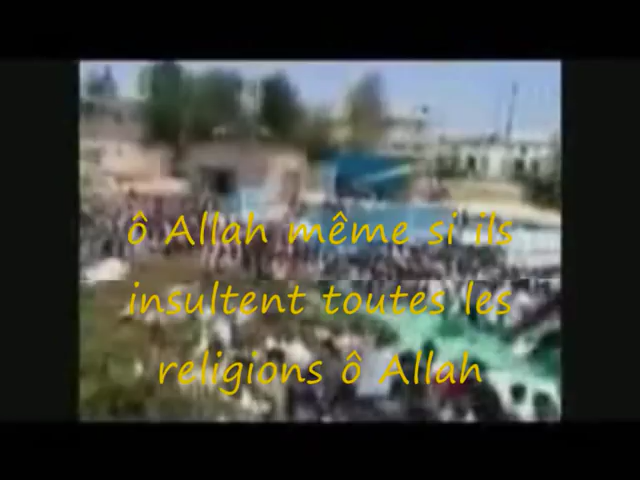 ô Allah même si ils
insultent toutes les
religions ô Allah